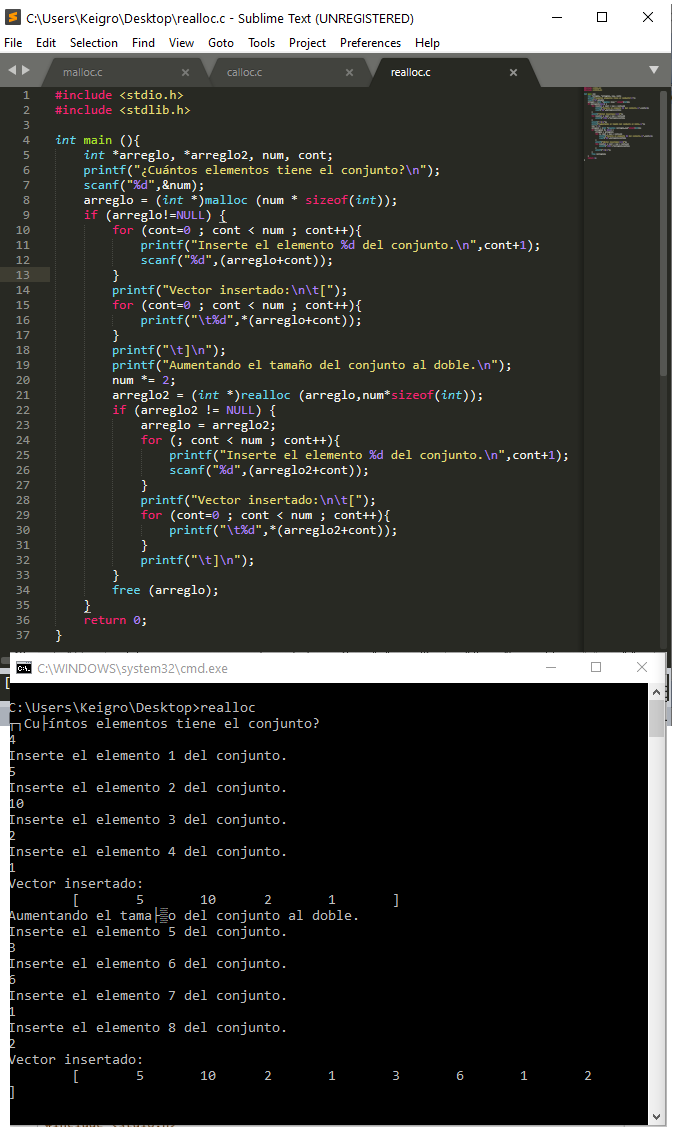 C:\Users\Keigro\Desktop\realloc.c - Sublime Text (UNREGISTERED)
File Edit Selection Find View Goto Tools Project Preferences Help
malloc.c × calloc.c × realloc.c ×
1 #include <stdio.h>
2 #include <stdlib.h>
3
4 int main (){
5     int *arreglo, *arreglo2, num, cont;
6     printf("¿Cuántos elementos tiene el conjunto?\n");
7     scanf("%d",&num);
8     arreglo = (int *)malloc (num * sizeof(int));
9     if (arreglo!=NULL) {
10         for (cont=0 ; cont < num ; cont++){
11             printf("Inserte el elemento %d del conjunto.\n",cont+1);
12             scanf("%d",(arreglo+cont));
13         }
14         printf("Vector insertado:\n\t[");
15         for (cont=0 ; cont < num ; cont++){
16             printf("\t%d",*(arreglo+cont));
17         }
18         printf("\t]\n");
19         printf("Aumentando el tamaño del conjunto al doble.\n");
20         num *= 2;
21         arreglo2 = (int *)realloc (arreglo,num*sizeof(int));
22         if (arreglo2 != NULL) {
23             arreglo = arreglo2;
24             for (; cont < num ; cont++){
25                 printf("Inserte el elemento %d del conjunto.\n",cont+1);
26                 scanf("%d",(arreglo2+cont));
27             }
28             printf("Vector insertado:\n\t[");
29             for (cont=0 ; cont < num ; cont++){
30                 printf("\t%d",*(arreglo2+cont));
31             }
32             printf("\t]\n");
33         }
34         free (arreglo);
35     }
36     return 0;
37 }
C:\WINDOWS\system32\cmd.exe
C:\Users\Keigro\Desktop>realloc
┬┐Cu├íntos elementos tiene el conjunto?
4
Inserte el elemento 1 del conjunto.
5
Inserte el elemento 2 del conjunto.
10
Inserte el elemento 3 del conjunto.
2
Inserte el elemento 4 del conjunto.
1
Vector insertado:
        [       5       10      2       1       ]
Aumentando el tama├▒o del conjunto al doble.
Inserte el elemento 5 del conjunto.
3
Inserte el elemento 6 del conjunto.
6
Inserte el elemento 7 del conjunto.
1
Inserte el elemento 8 del conjunto.
2
Vector insertado:
        [       5       10      2       1       3       6       1       2
]